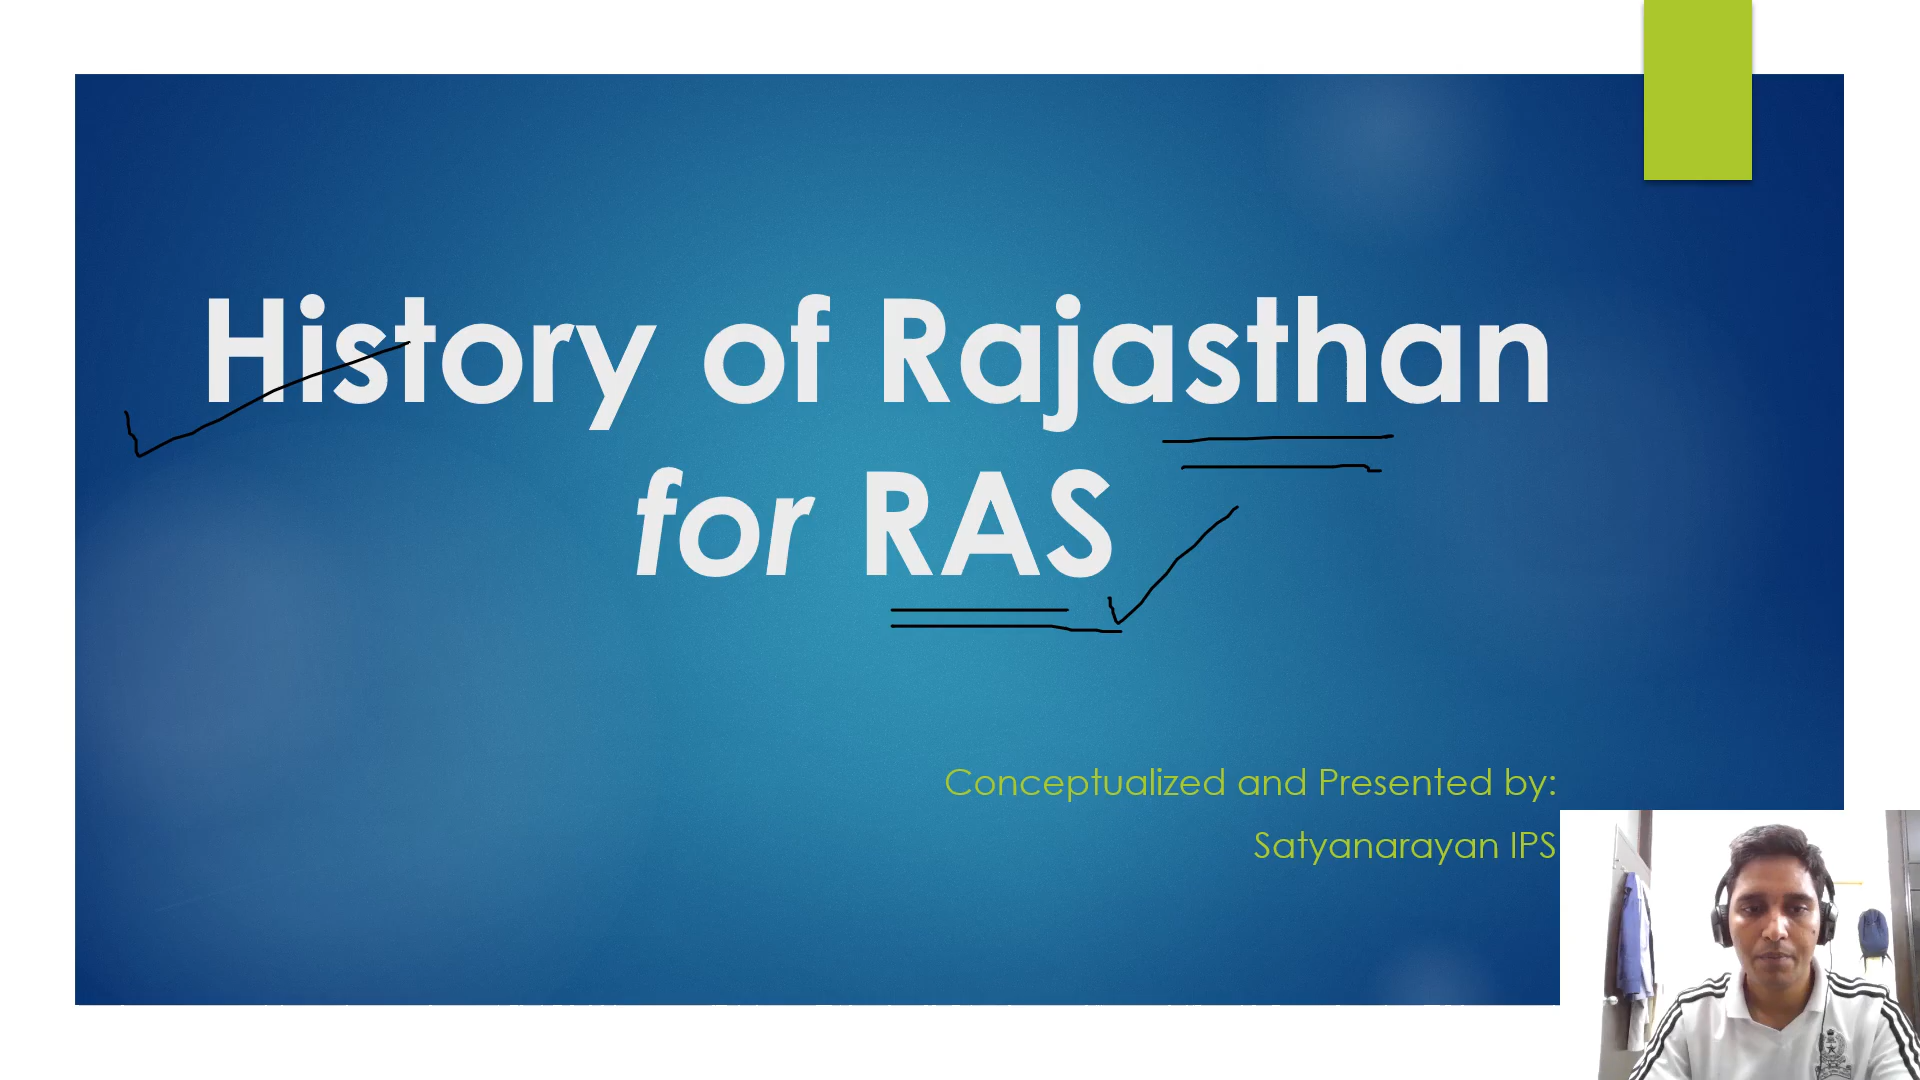 History of Rajasthan
for RAS
Conceptualized and Presented by:
Satyanarayan IPS